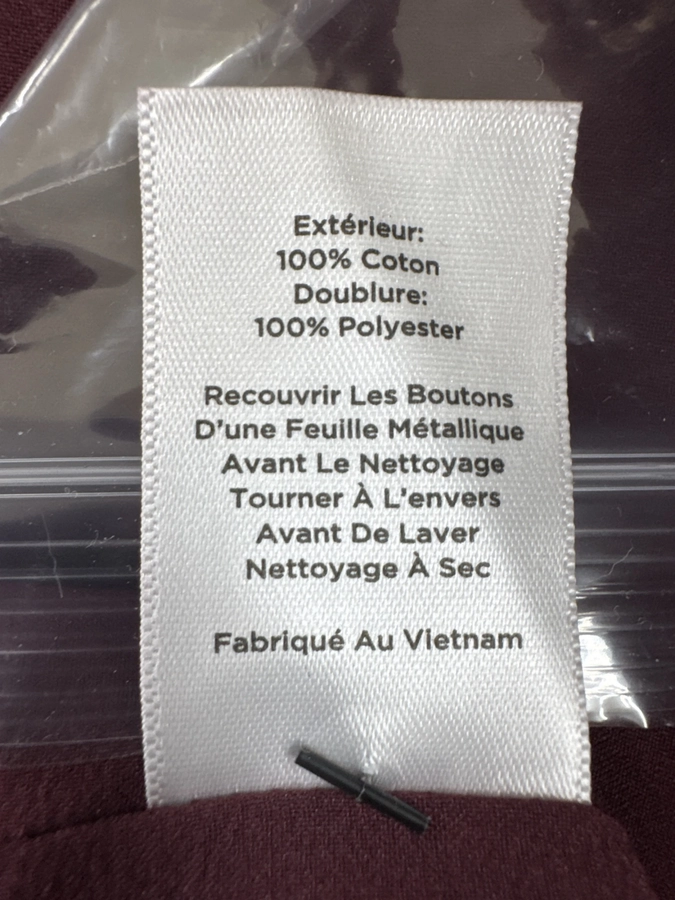 Extérieur:
100% Coton
Doublure:
100% Polyester
Recouvrir Les Boutons
D'une Feuille Métallique
Avant Le Nettoyage
Tourner À L'envers
Avant De Laver
Nettoyage À Sec
Fabriqué Au Vietnam